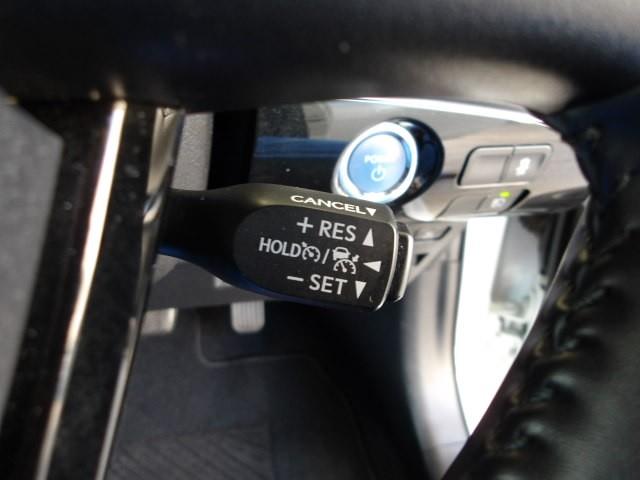 POWER
CANCEL▼
+ RES ▲
HOLD / ◀
− SET ▼